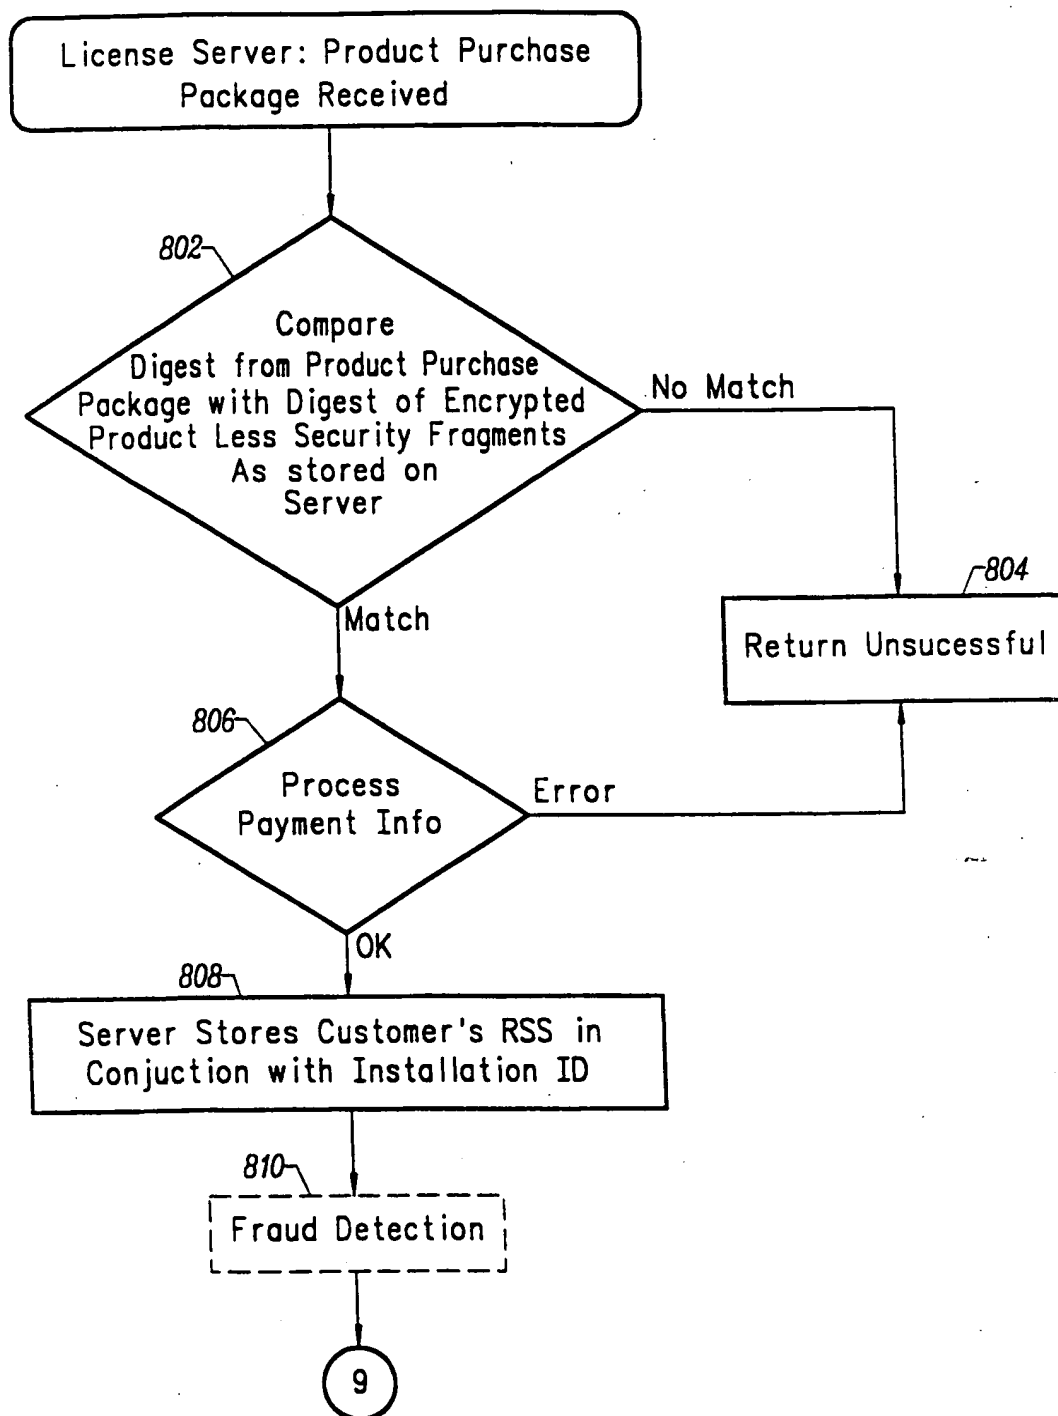 License Server: Product Purchase
Package Received
802
Compare
Digest from Product Purchase
Package with Digest of Encrypted
Product Less Security Fragments
As stored on
Server
No Match
804
Return Unsucessful
Match
806
Process
Payment Info
Error
OK
808
Server Stores Customer's RSS in
Conjuction with Installation ID
810
Fraud Detection
9